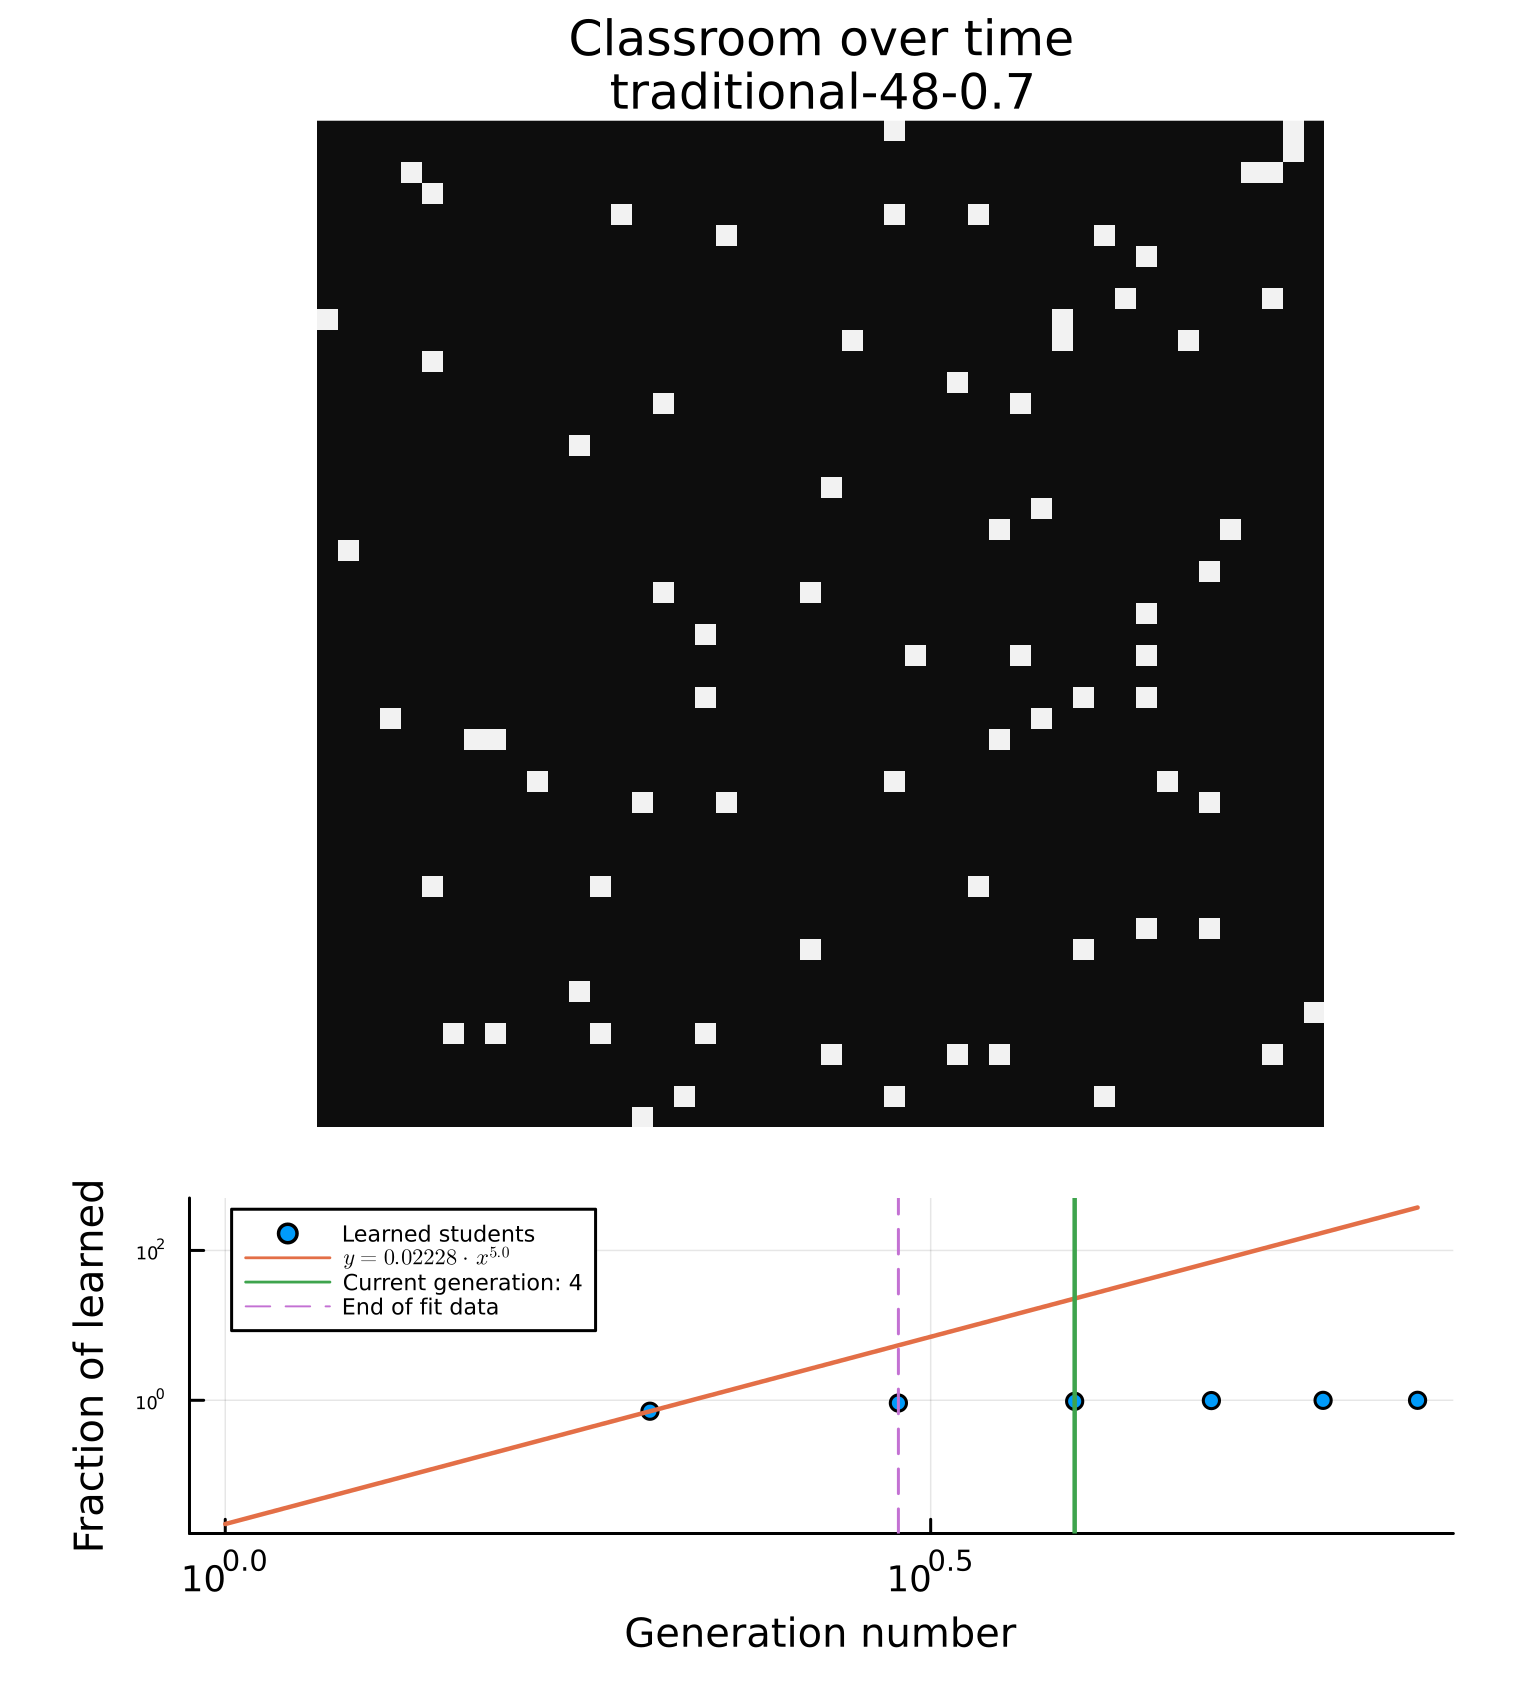 Classroom over time
traditional-48-0.7
Fraction of learned
10^2
10^0
Learned students
y = 0.02228 · x^5.0
Current generation: 4
End of fit data
10^0.0
10^0.5
Generation number